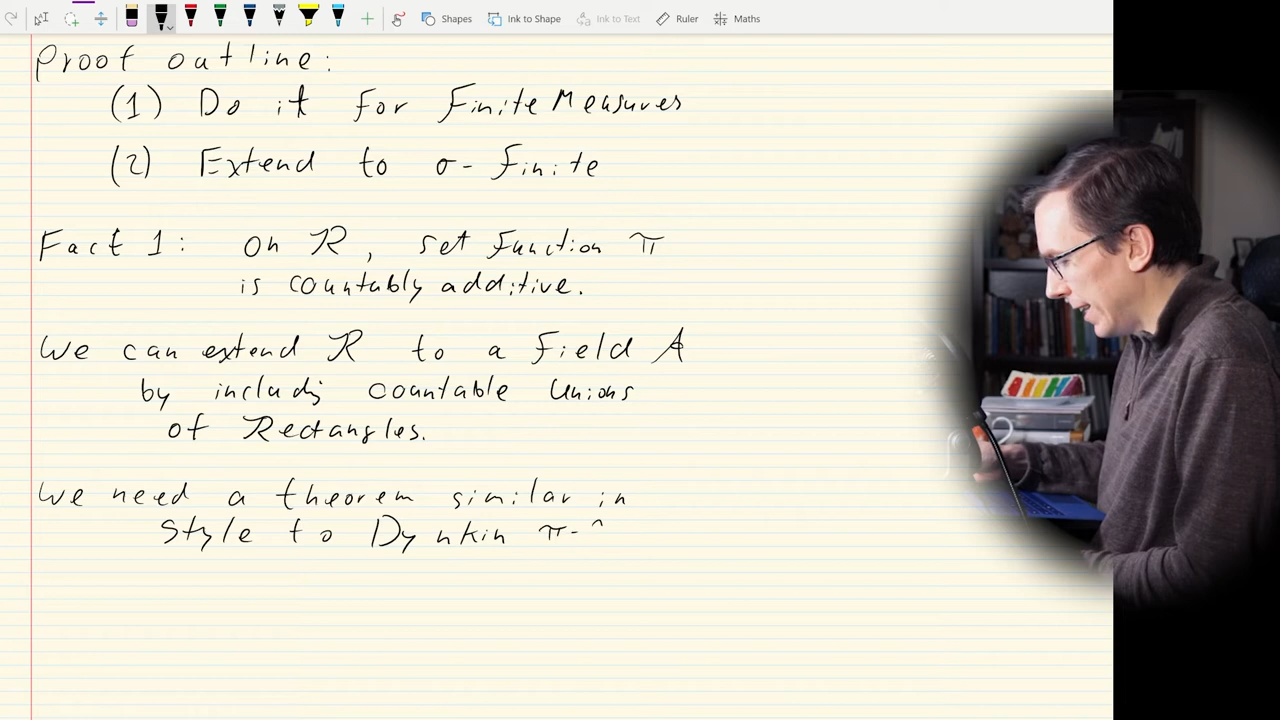 Shapes Ink to Shape Ink to Text Ruler Maths
Proof outline:
(1) Do it for Finite Measures
(2) Extend to σ-Finite
Fact 1: on R, set function π
is countably additive.
We can extend R to a field A
by includig countable Unions
of Rectangles.
We need a theorem similar in
style to Dynkin π-